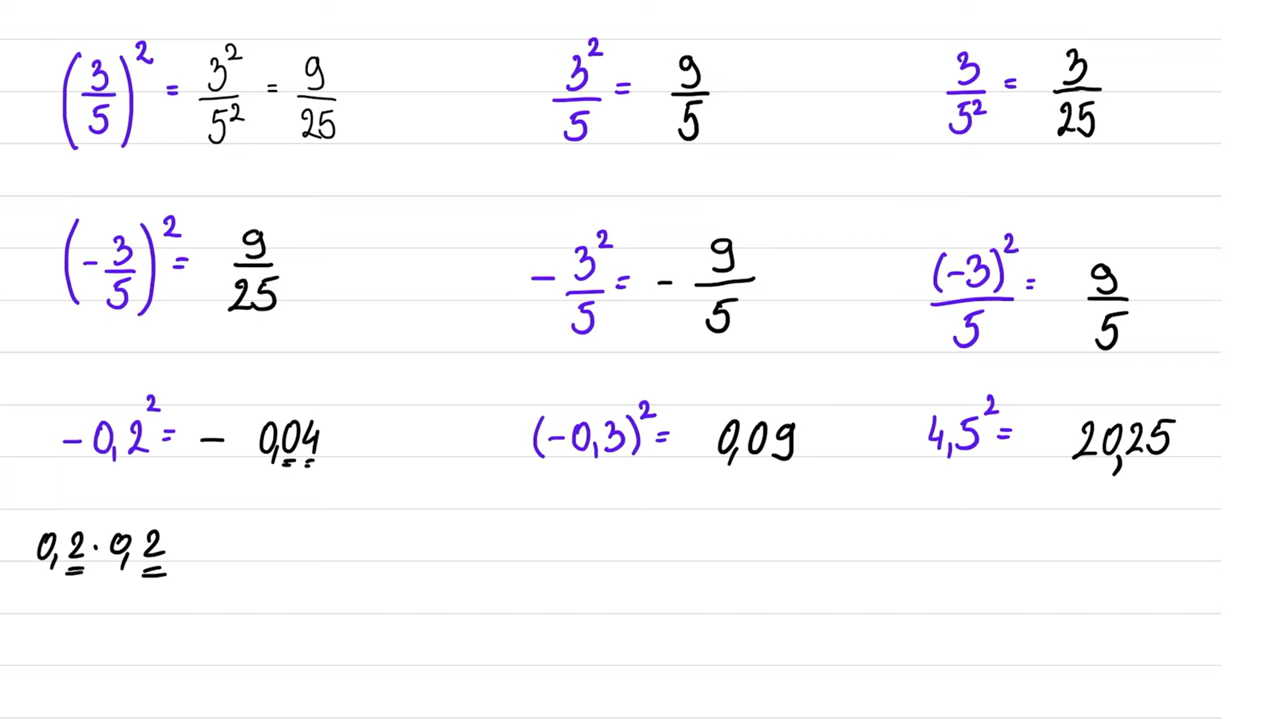 (3/5)² = 3²/5² = 9/25    3²/5 = 9/5    3/5² = 3/25
(-3/5)² = 9/25    -3²/5 = -9/5    (-3)²/5 = 9/5
-0,2² = - 0,04    (-0,3)² = 0,09    4,5² = 20,25
0,2 · 0,2